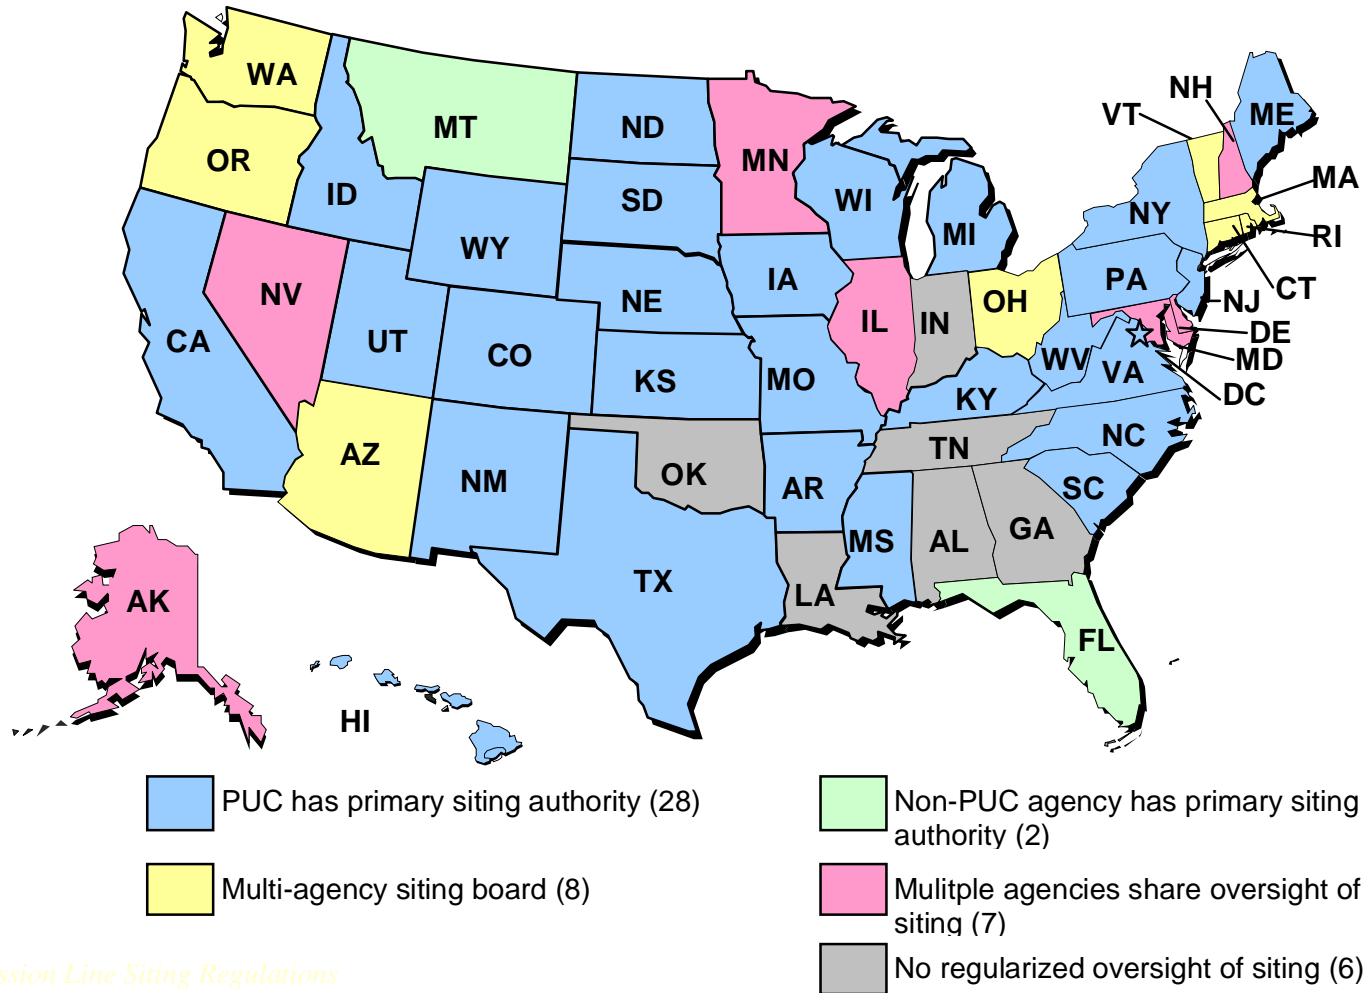 WA
MT
ND
MN
NH
VT
ME
OR
ID
SD
WI
MI
NY
MA
RI
WY
IA
PA
CT
NV
NE
IL
IN
OH
NJ
DE
CA
UT
CO
KS
MO
WV
VA
MD
DC
KY
AZ
NM
OK
TN
NC
AR
SC
MS
AL
GA
TX
LA
AK
FL
HI
PUC has primary siting authority (28)
Multi-agency siting board (8)
Non-PUC agency has primary siting
authority (2)
Mulitple agencies share oversight of
siting (7)
No regularized oversight of siting (6)
ssion Line Siting Regulations